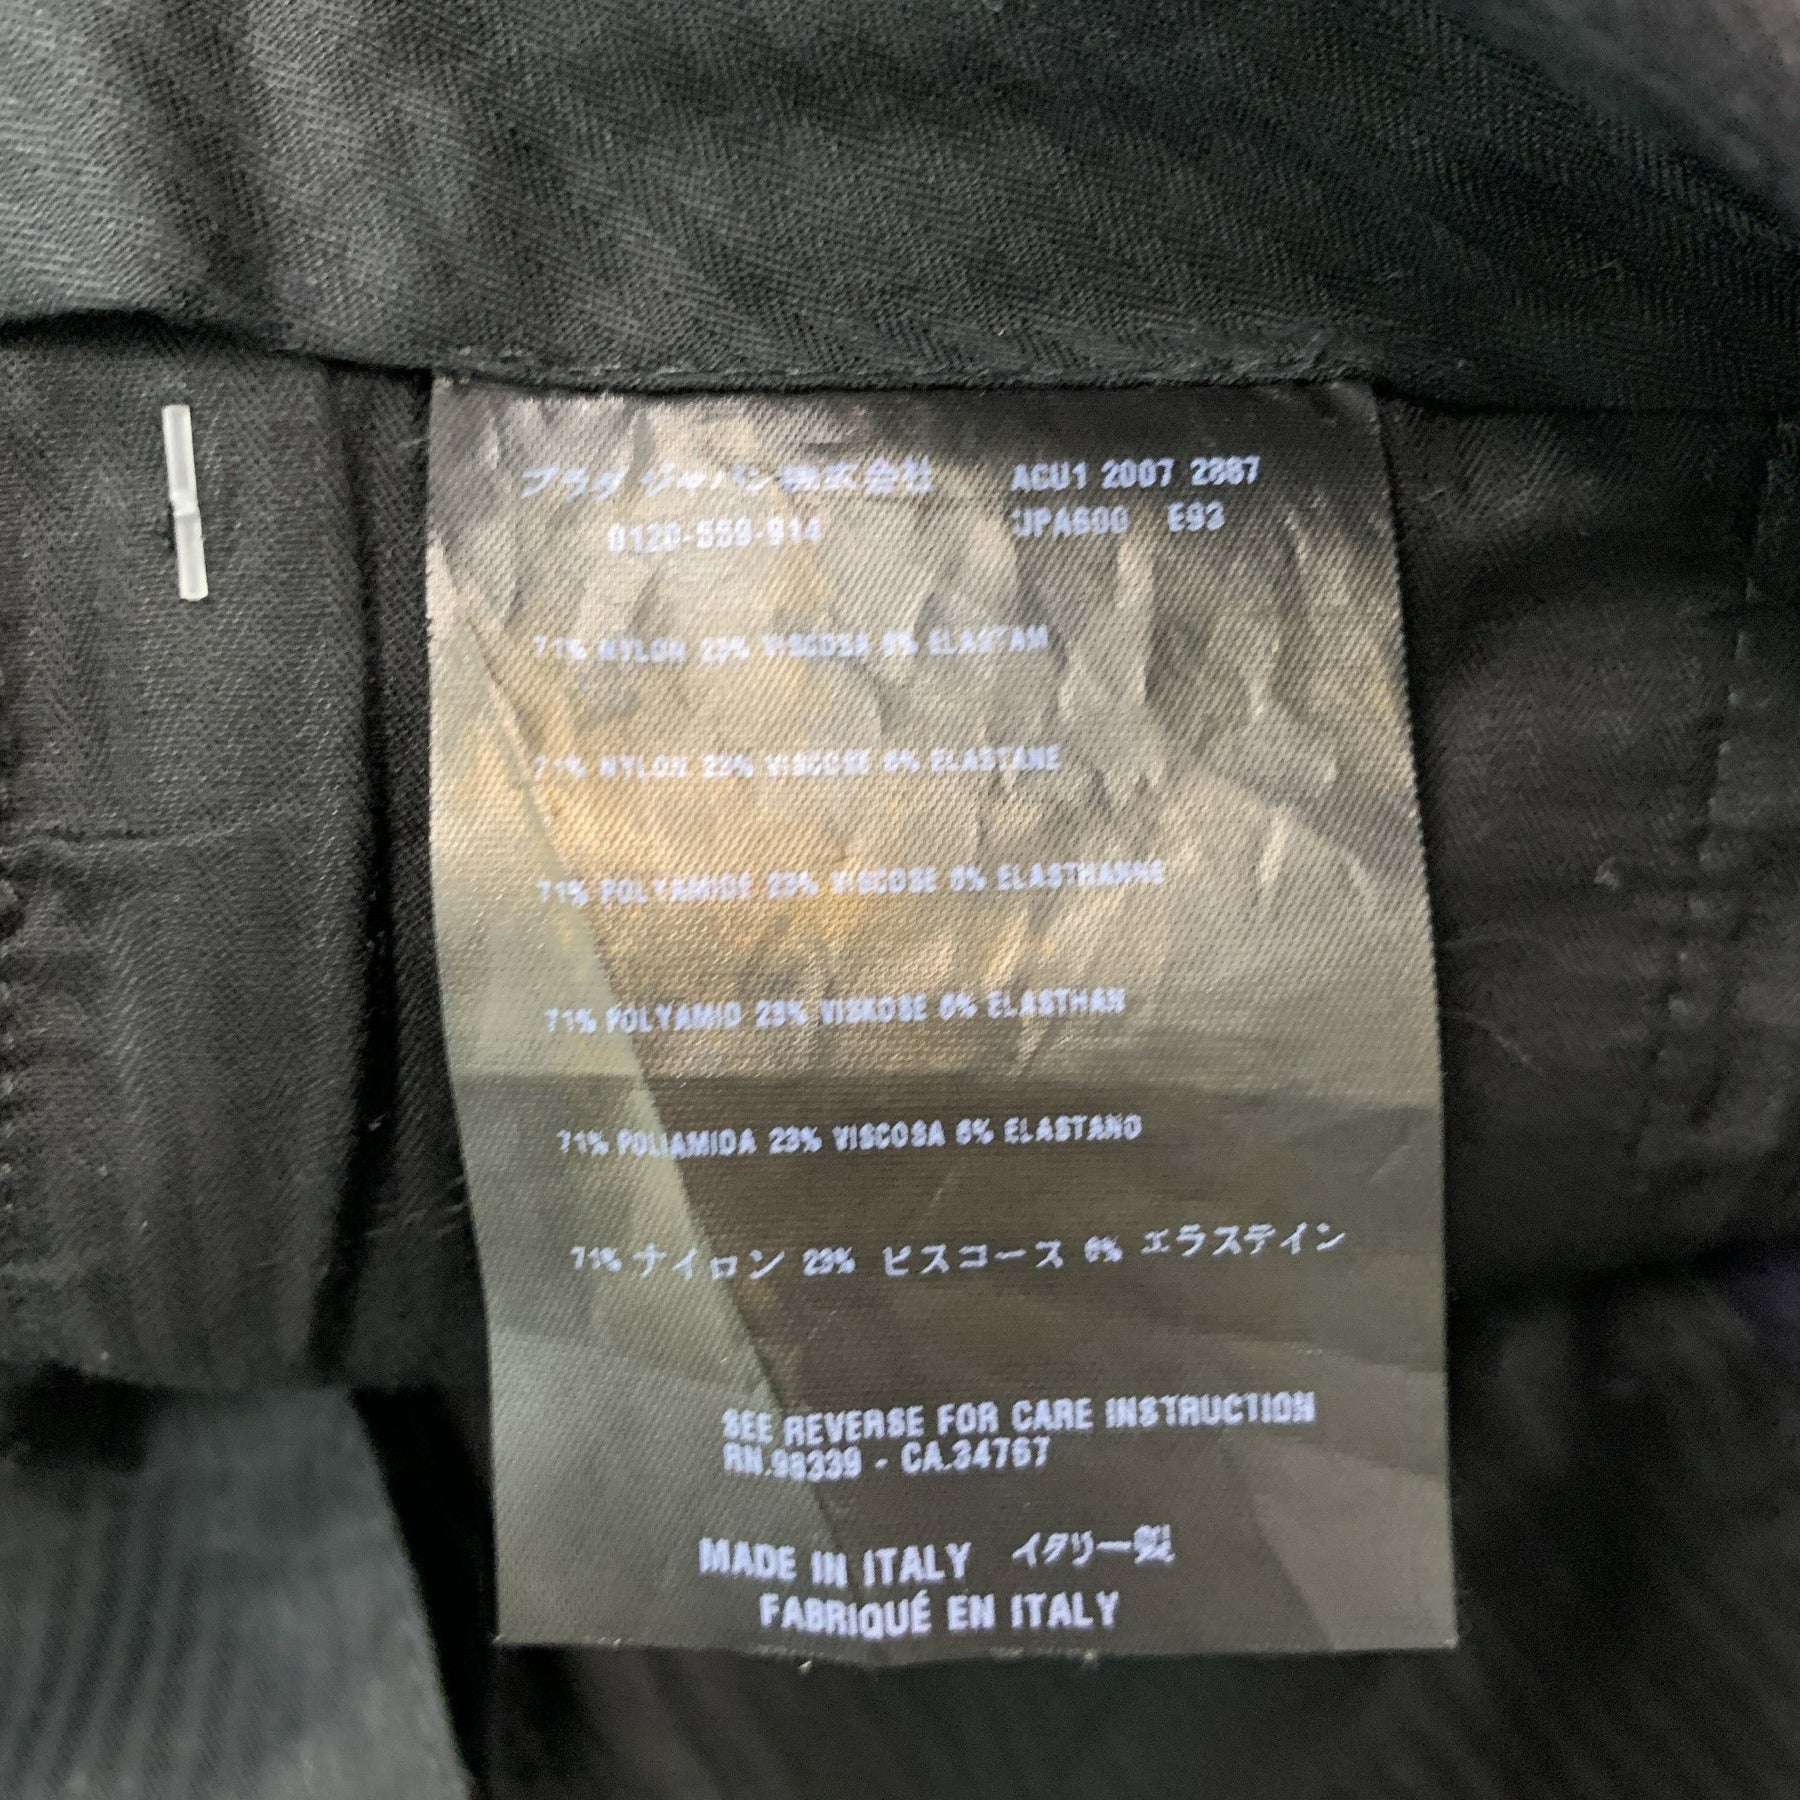 プラダ ジャパン株式会社 AGU1 2007 2367
0120-559-914 UPA600 E93
71% NYLON 23% VISCOSA 6% ELASTAM
71% NYLON 23% VISCOSE 6% ELASTANE
71% POLYAMIDE 23% VISCOSE 6% ELASTHANNE
71% POLYAMID 23% VISKOSE 6% ELASTHAN
71% POLIAMIDA 23% VISCOSA 6% ELASTANO
71% ナイロン 23% ビスコース 6% エラステイン
SEE REVERSE FOR CARE INSTRUCTION
RN.98339 - CA.34767
MADE IN ITALY イタリー製
FABRIQUÉ EN ITALY